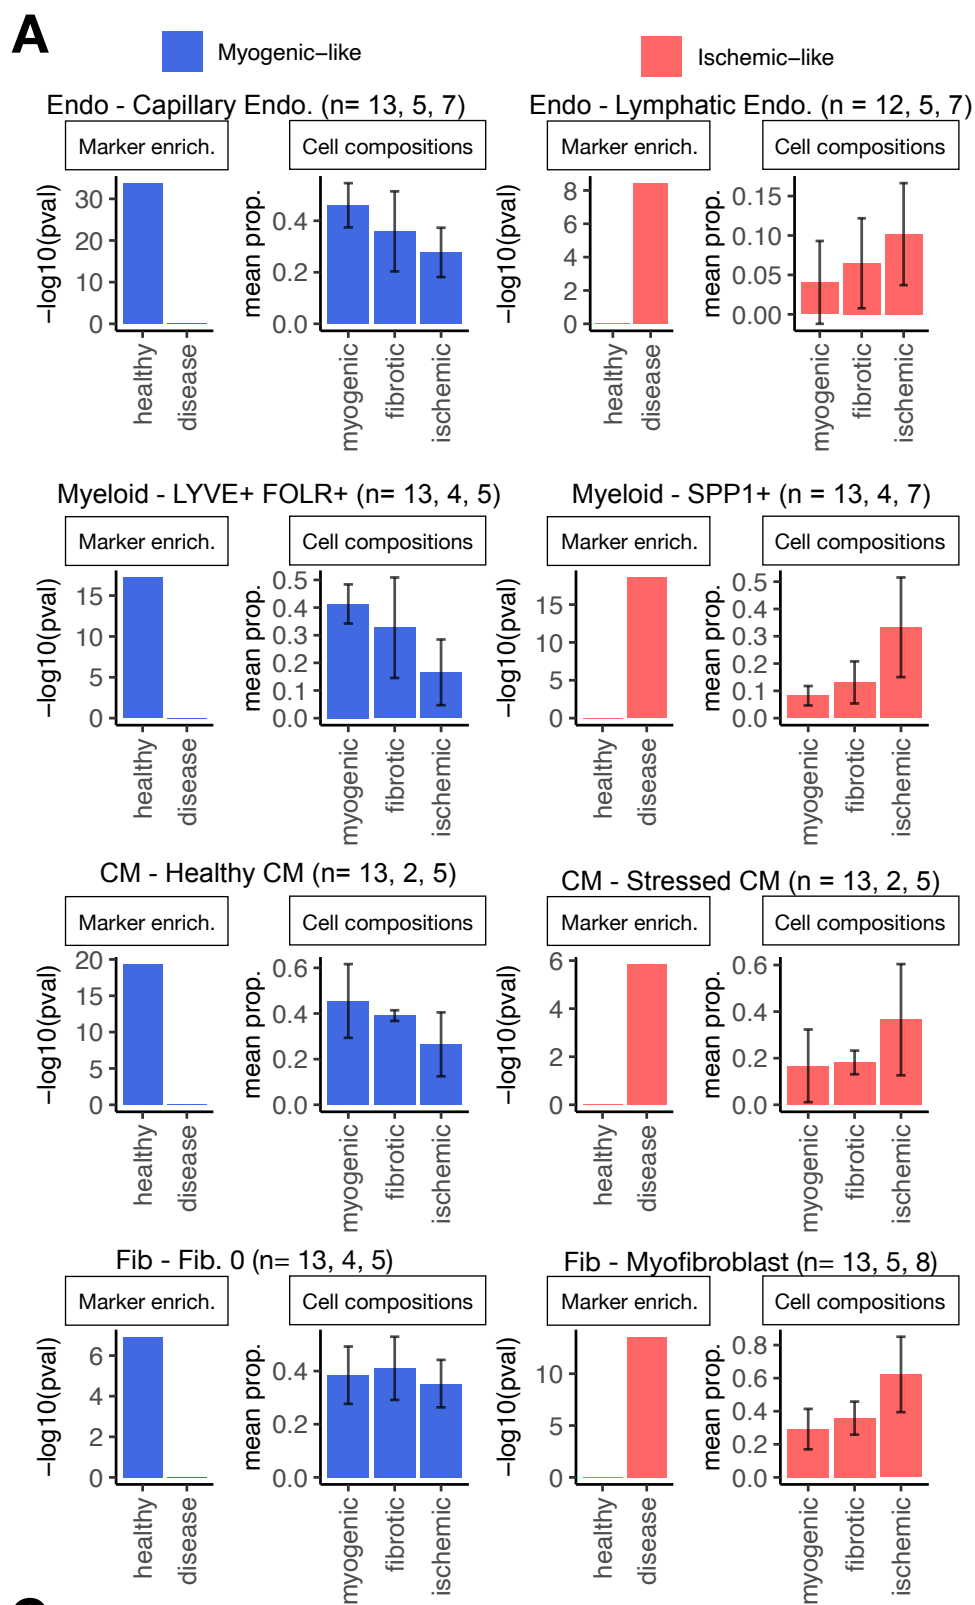 A
Myogenic−like
Ischemic−like
Endo - Capillary Endo. (n= 13, 5, 7)
Marker enrich.
Cell compositions
−log10(pval)
30
20
10
0
healthy
disease
mean prop.
0.4
0.2
0.0
myogenic
fibrotic
ischemic
Endo - Lymphatic Endo. (n = 12, 5, 7)
Marker enrich.
Cell compositions
−log10(pval)
8
6
4
2
0
healthy
disease
mean prop.
0.15
0.10
0.05
0.00
myogenic
fibrotic
ischemic
Myeloid - LYVE+ FOLR+ (n= 13, 4, 5)
Marker enrich.
Cell compositions
−log10(pval)
15
10
5
0
healthy
disease
mean prop.
0.5
0.4
0.3
0.2
0.1
0.0
myogenic
fibrotic
ischemic
Myeloid - SPP1+ (n = 13, 4, 7)
Marker enrich.
Cell compositions
−log10(pval)
15
10
5
0
healthy
disease
mean prop.
0.5
0.4
0.3
0.2
0.1
0.0
myogenic
fibrotic
ischemic
CM - Healthy CM (n= 13, 2, 5)
Marker enrich.
Cell compositions
−log10(pval)
20
15
10
5
0
healthy
disease
mean prop.
0.6
0.4
0.2
0.0
myogenic
fibrotic
ischemic
CM - Stressed CM (n = 13, 2, 5)
Marker enrich.
Cell compositions
−log10(pval)
6
4
2
0
healthy
disease
mean prop.
0.6
0.4
0.2
0.0
myogenic
fibrotic
ischemic
Fib - Fib. 0 (n= 13, 4, 5)
Marker enrich.
Cell compositions
−log10(pval)
6
4
2
0
healthy
disease
mean prop.
0.4
0.2
0.0
myogenic
fibrotic
ischemic
Fib - Myofibroblast (n= 13, 5, 8)
Marker enrich.
Cell compositions
−log10(pval)
10
5
0
healthy
disease
mean prop.
0.8
0.6
0.4
0.2
0.0
myogenic
fibrotic
ischemic